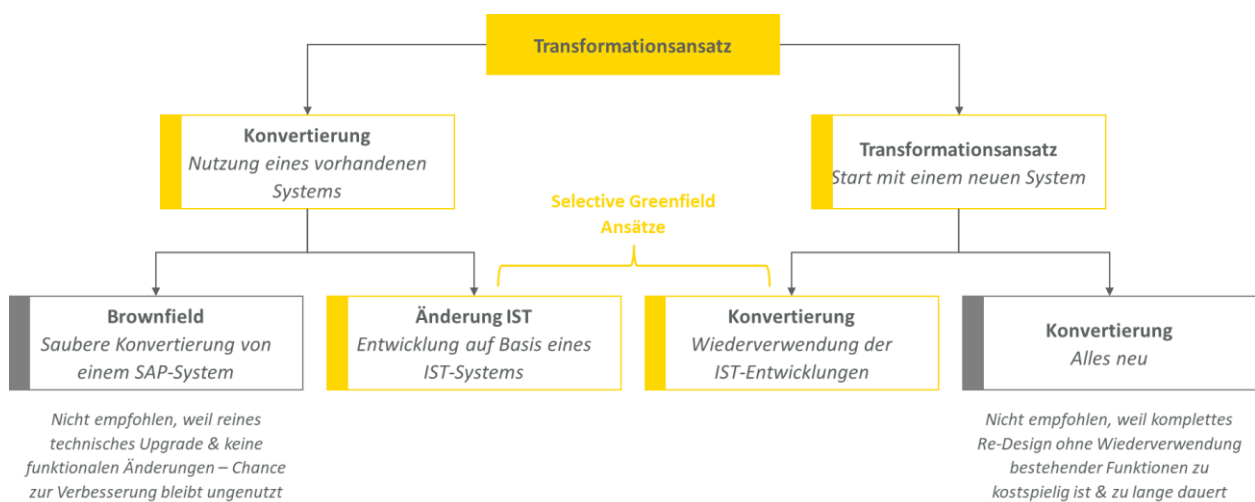 Transformationsansatz
Konvertierung
Nutzung eines vorhandenen
Systems
Transformationsansatz
Start mit einem neuen System
Selective Greenfield
Ansätze
Brownfield
Saubere Konvertierung von
einem SAP-System
Änderung IST
Entwicklung auf Basis eines
IST-Systems
Konvertierung
Wiederverwendung der
IST-Entwicklungen
Konvertierung
Alles neu
Nicht empfohlen, weil reines
technisches Upgrade & keine
funktionalen Änderungen – Chance
zur Verbesserung bleibt ungenutzt
Nicht empfohlen, weil komplettes
Re-Design ohne Wiederverwendung
bestehender Funktionen zu
kostspielig ist & zu lange dauert